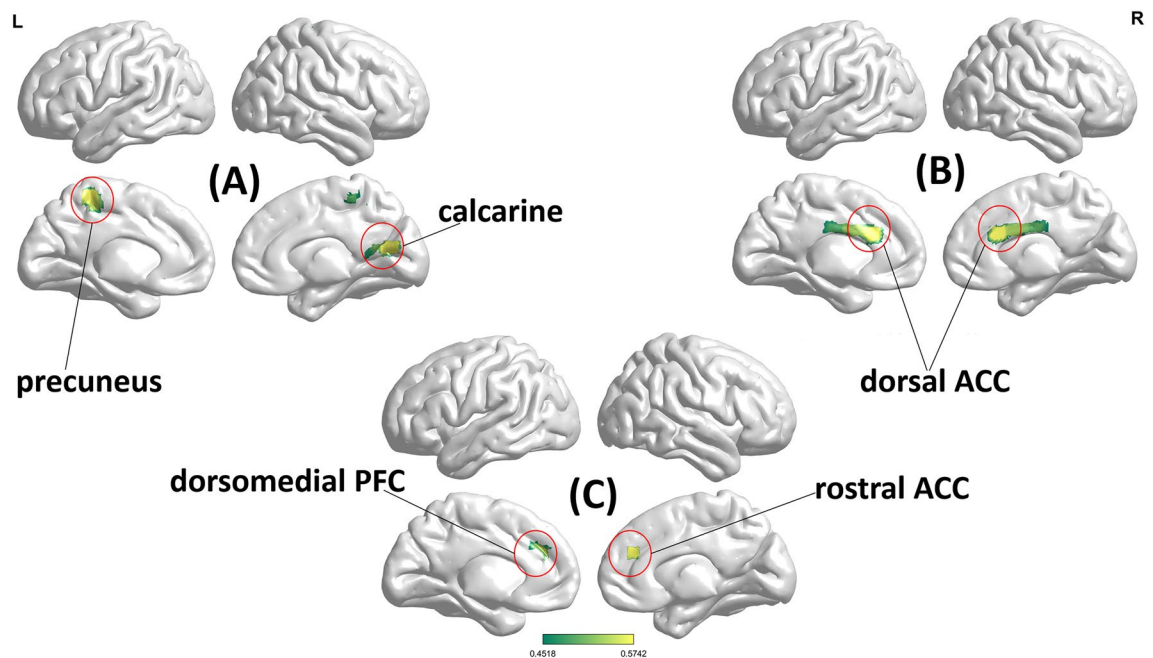 L
R
(A)
(B)
calcarine
precuneus
dorsal ACC
dorsomedial PFC
(C)
rostral ACC
0.4518
0.5742